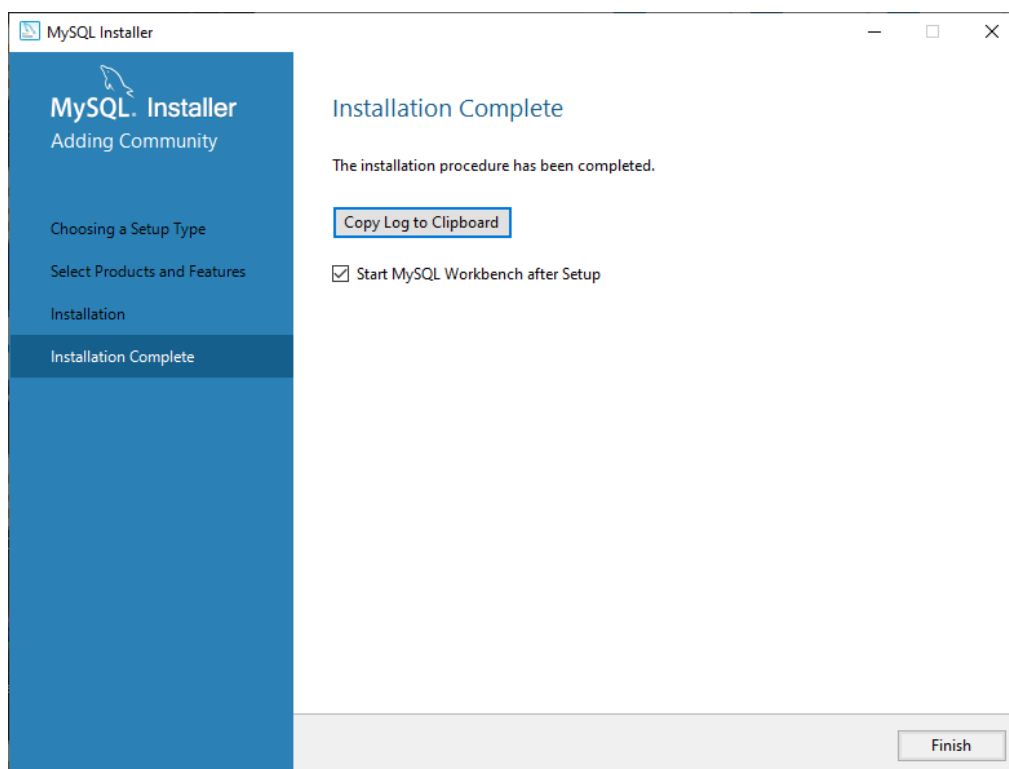 MySQL Installer
MySQL. Installer
Adding Community
Choosing a Setup Type
Select Products and Features
Installation
Installation Complete
Installation Complete
The installation procedure has been completed.
Copy Log to Clipboard
Start MySQL Workbench after Setup
Finish